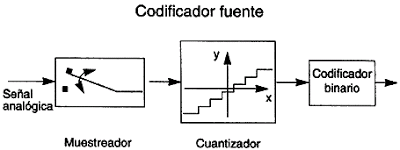 Codificador fuente
y
x
Señal
analógica
Codificador
binario
Muestreador
Cuantizador